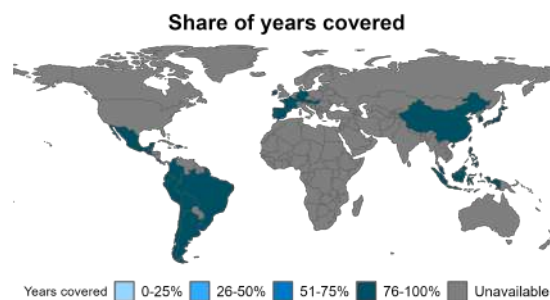 Share of years covered
Years covered 0-25% 26-50% 51-75% 76-100% Unavailable